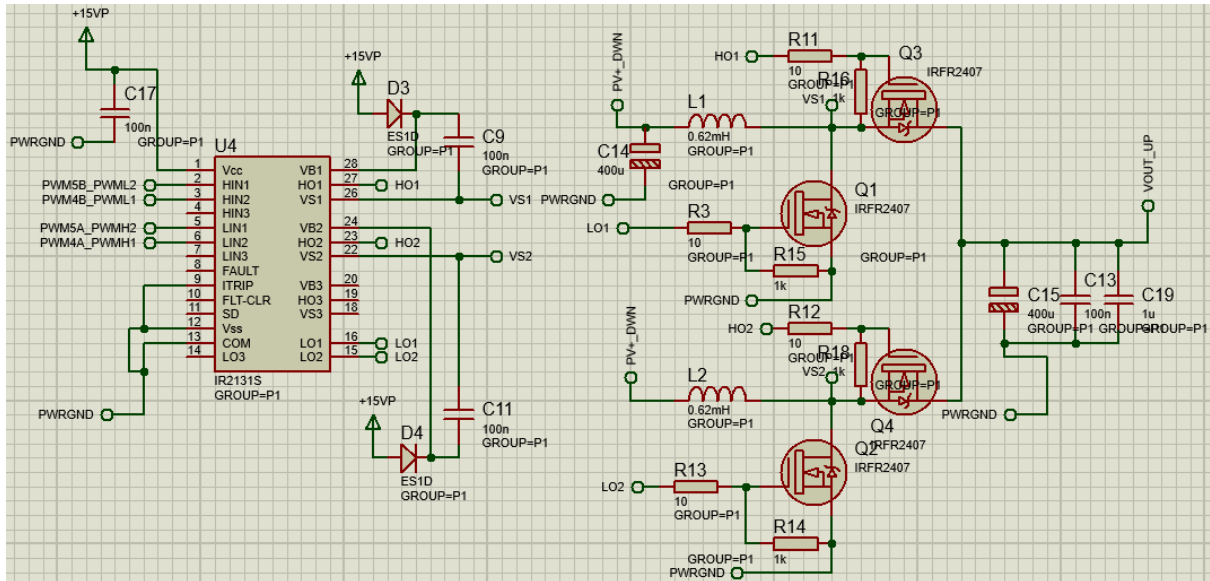 +15VP
C17
100n
GROUP=P1
PWRGND
+15VP
D3
ES1D
GROUP=P1
C9
100n
GROUP=P1
U4
1 Vcc
2 HIN1
3 HIN2
4 HIN3
5 LIN1
6 LIN2
7 LIN3
8 FAULT
9 ITRIP
10 FLT-CLR
11 SD
12 Vss
13 COM
14 LO3
VB1 28
HO1 27
VS1 26
VB2 24
HO2 23
VS2 22
VB3 20
HO3 19
VS3 18
LO1 16
LO2 15
IR2131S
GROUP=P1
PWM5B_PWML2
PWM4B_PWML1
PWM5A_PWMH2
PWM4A_PWMH1
PWRGND
HO1
VS1
HO2
VS2
LO1
LO2
+15VP
D4
ES1D
GROUP=P1
C11
100n
GROUP=P1
PV+_DWN
HO1
R11
10
GROUP=P1
R16
1k
GROUP=P1
VS1
Q3
IRFR2407
L1
0.62mH
GROUP=P1
C14
400u
PWRGND
LO1
R3
10
GROUP=P1
Q1
IRFR2407
GROUP=P1
R15
1k
PWRGND
PV+_DWN
HO2
R12
10
GROUP=P1
R18
1k
GROUP=P1
VS2
L2
0.62mH
GROUP=P1
Q4
IRFR2407
Q2
IRFR2407
LO2
R13
10
GROUP=P1
R14
1k
GROUP=P1
PWRGND
VOUT_UP
C15
400u
GROUP=P1
C13
100n
GROUP=P1
C19
1u
GROUP=P1
PWRGND